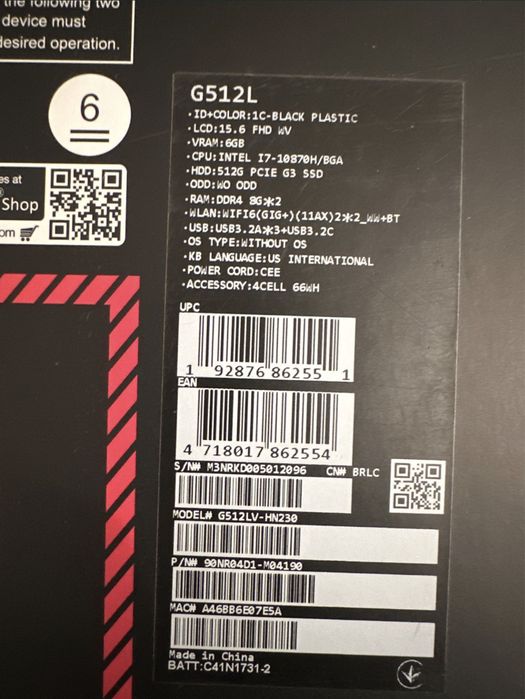 the following two
device must
desired operation.
6
es at
Shop
om
G512L
·ID+COLOR:1C-BLACK PLASTIC
·LCD:15.6 FHD WV
·VRAM:6GB
·CPU:INTEL I7-10870H/BGA
·HDD:512G PCIE G3 SSD
·ODD:WO ODD
·RAM:DDR4 8G*2
·WLAN:WIFI6(GIG+)(11AX)2*2_WW+BT
·USB:USB3.2A*3+USB3.2C
·OS TYPE:WITHOUT OS
·KB LANGUAGE:US INTERNATIONAL
·POWER CORD:CEE
·ACCESSORY:4CELL 66WH
UPC
1 92876 86255 1
EAN
4 718017 862554
S/N# M3NRKD005012096 CN# BRLC
MODEL# G512LV-HN230
P/N# 90NR04D1-M04190
MAC# A46BB6E07E5A
Made in China
BATT:C41N1731-2